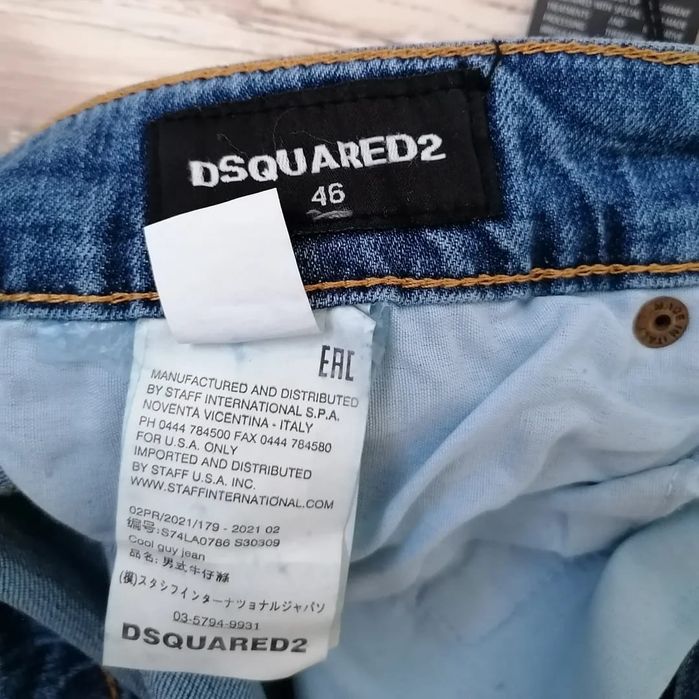 DSQUARED2
46
MADE IN ITALY
EAC
MANUFACTURED AND DISTRIBUTED
BY STAFF INTERNATIONAL S.P.A.
NOVENTA VICENTINA - ITALY
PH 0444 784500 FAX 0444 784580
FOR U.S.A. ONLY
IMPORTED AND DISTRIBUTED
BY STAFF U.S.A. INC.
WWW.STAFFINTERNATIONAL.COM
02PR/2021/179 - 2021 02
编号:S74LA0786 S30309
Cool guy jean
品名: 男式牛仔
スタシフインターナツョナルジャパソ
03-5794-9931
DSQUARED2